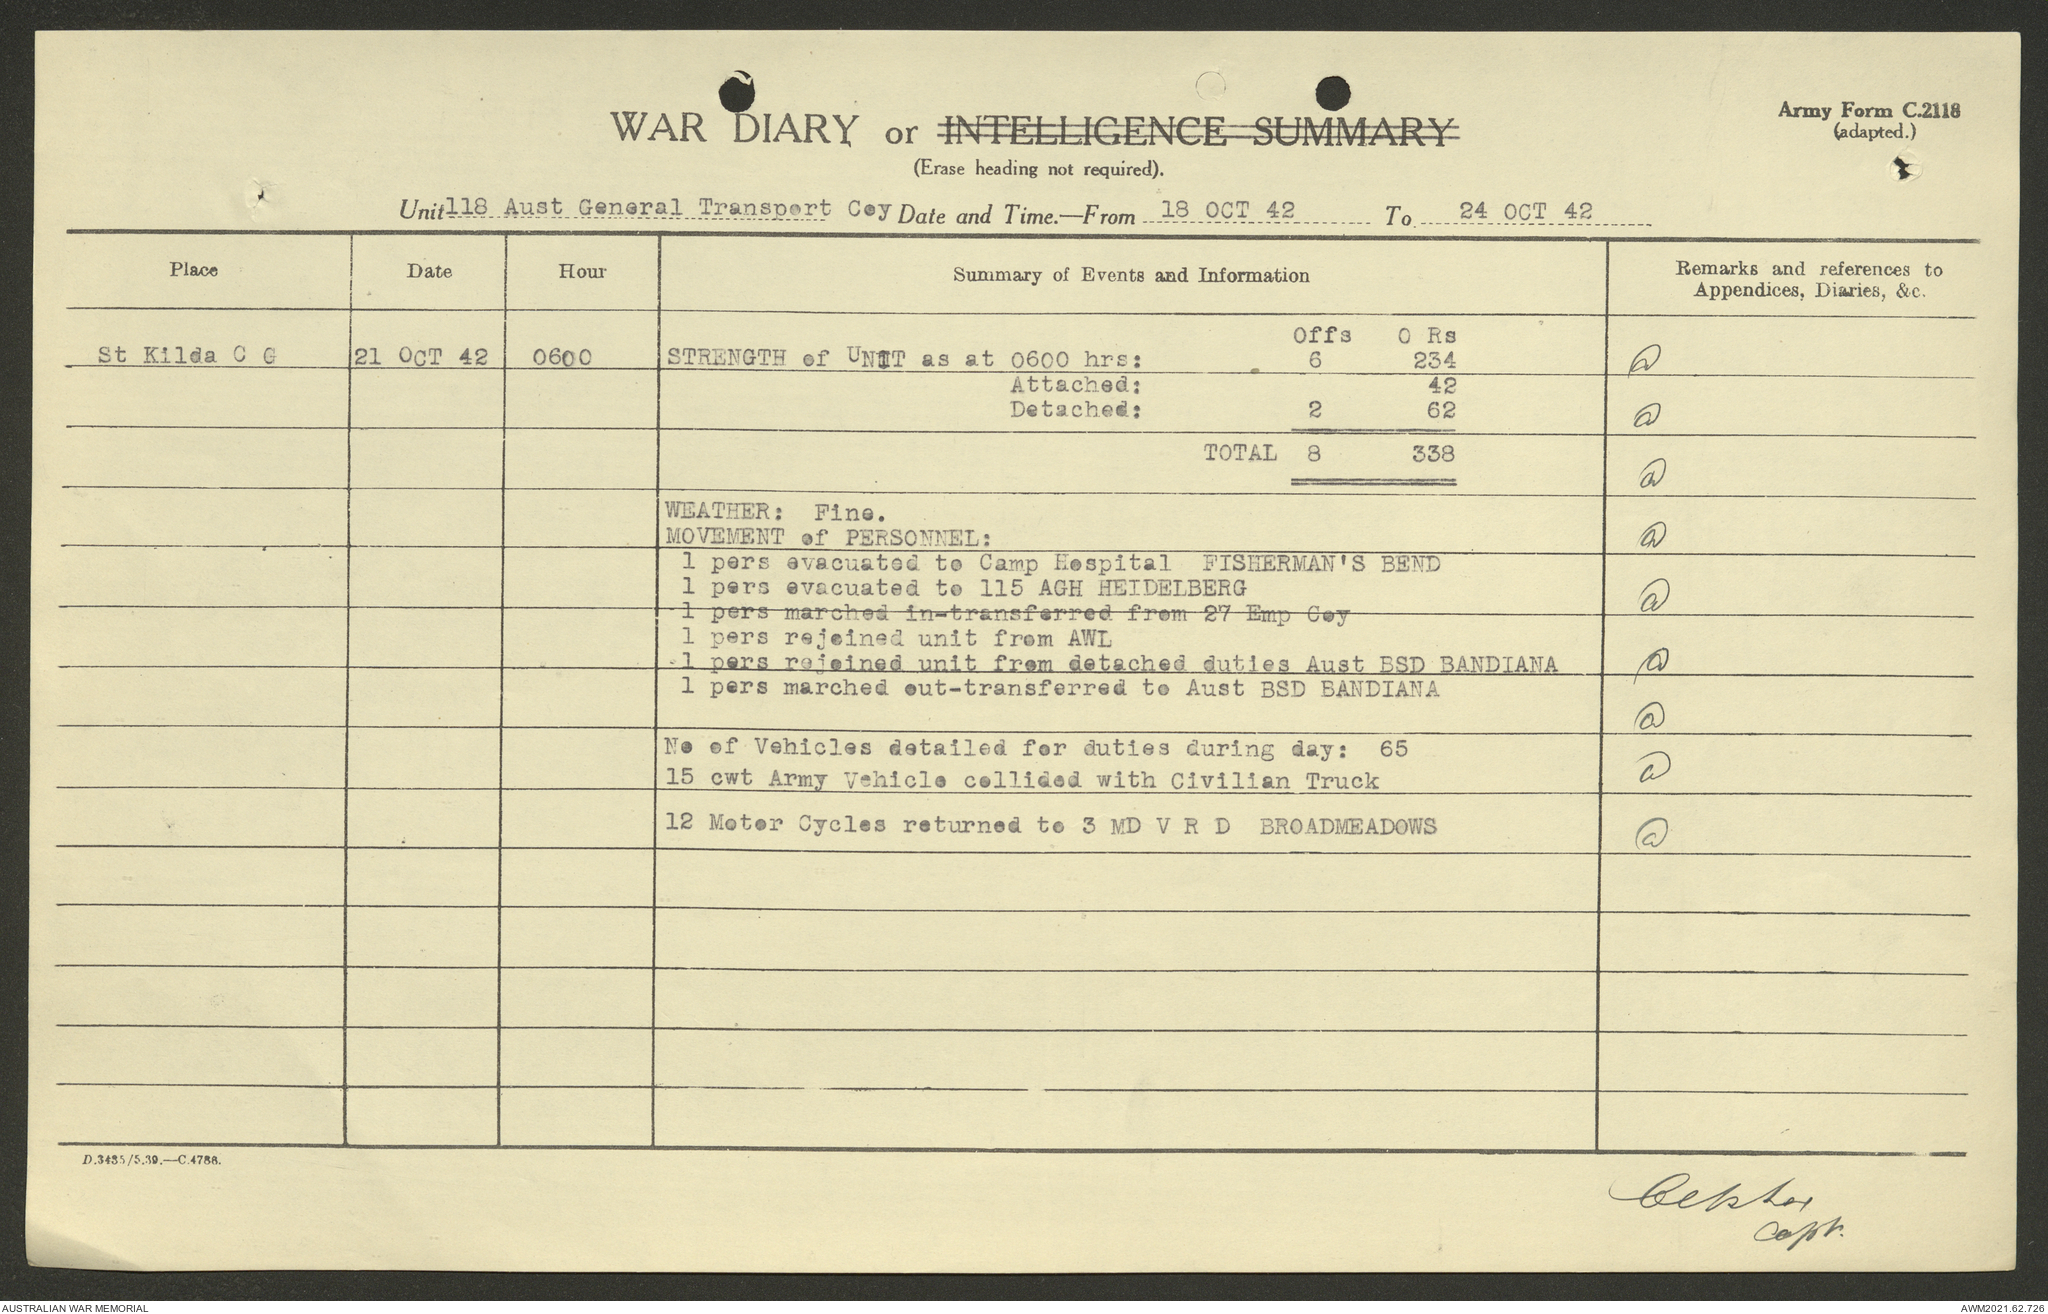 Army Form C.2118
(adapted.)
WAR DIARY or INTELLIGENCE SUMMARY
(Erase heading not required).
Unit 118 Aust General Transport Coy Date and Time.—From 18 OCT 42 To 24 OCT 42
Place Date Hour Summary of Events and Information Remarks and references to
Appendices, Diaries, &c.
Offs O Rs
St Kilda C G 21 OCT 42 0600 STRENGTH of UNIT as at 0600 hrs: 6 234
Attached: 42
Detached: 2 62
TOTAL 8 338
WEATHER: Fine.
MOVEMENT of PERSONNEL:
1 pers evacuated to Camp Hospital FISHERMAN'S BEND
1 pers evacuated to 115 AGH HEIDELBERG
1 pers marched in-transferred from 27 Emp Coy
1 pers rejoined unit from AWL
1 pers rejoined unit from detached duties Aust BSD BANDIANA
1 pers marched out-transferred to Aust BSD BANDIANA
No of Vehicles detailed for duties during day: 65
15 cwt Army Vehicle collided with Civilian Truck
12 Motor Cycles returned to 3 MD V R D BROADMEADOWS
D.3485/5.39.—C.4788.
Capt.
AUSTRALIAN WAR MEMORIAL
AWM2021.62.726